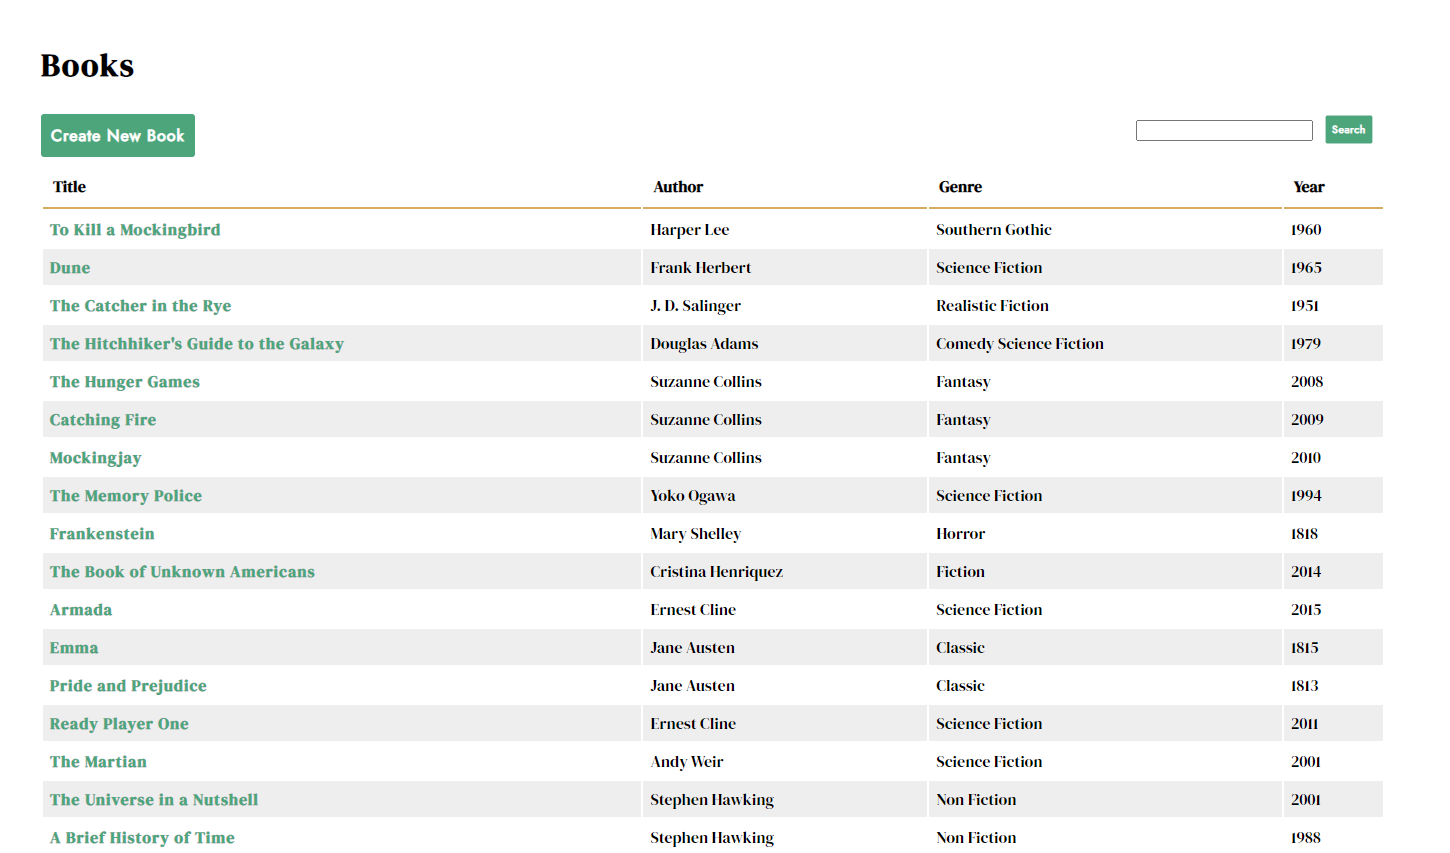 Books
Create New Book Search
Title Author Genre Year
To Kill a Mockingbird Harper Lee Southern Gothic 1960
Dune Frank Herbert Science Fiction 1965
The Catcher in the Rye J. D. Salinger Realistic Fiction 1951
The Hitchhiker's Guide to the Galaxy Douglas Adams Comedy Science Fiction 1979
The Hunger Games Suzanne Collins Fantasy 2008
Catching Fire Suzanne Collins Fantasy 2009
Mockingjay Suzanne Collins Fantasy 2010
The Memory Police Yoko Ogawa Science Fiction 1994
Frankenstein Mary Shelley Horror 1818
The Book of Unknown Americans Cristina Henriquez Fiction 2014
Armada Ernest Cline Science Fiction 2015
Emma Jane Austen Classic 1815
Pride and Prejudice Jane Austen Classic 1813
Ready Player One Ernest Cline Science Fiction 2011
The Martian Andy Weir Science Fiction 2001
The Universe in a Nutshell Stephen Hawking Non Fiction 2001
A Brief History of Time Stephen Hawking Non Fiction 1988